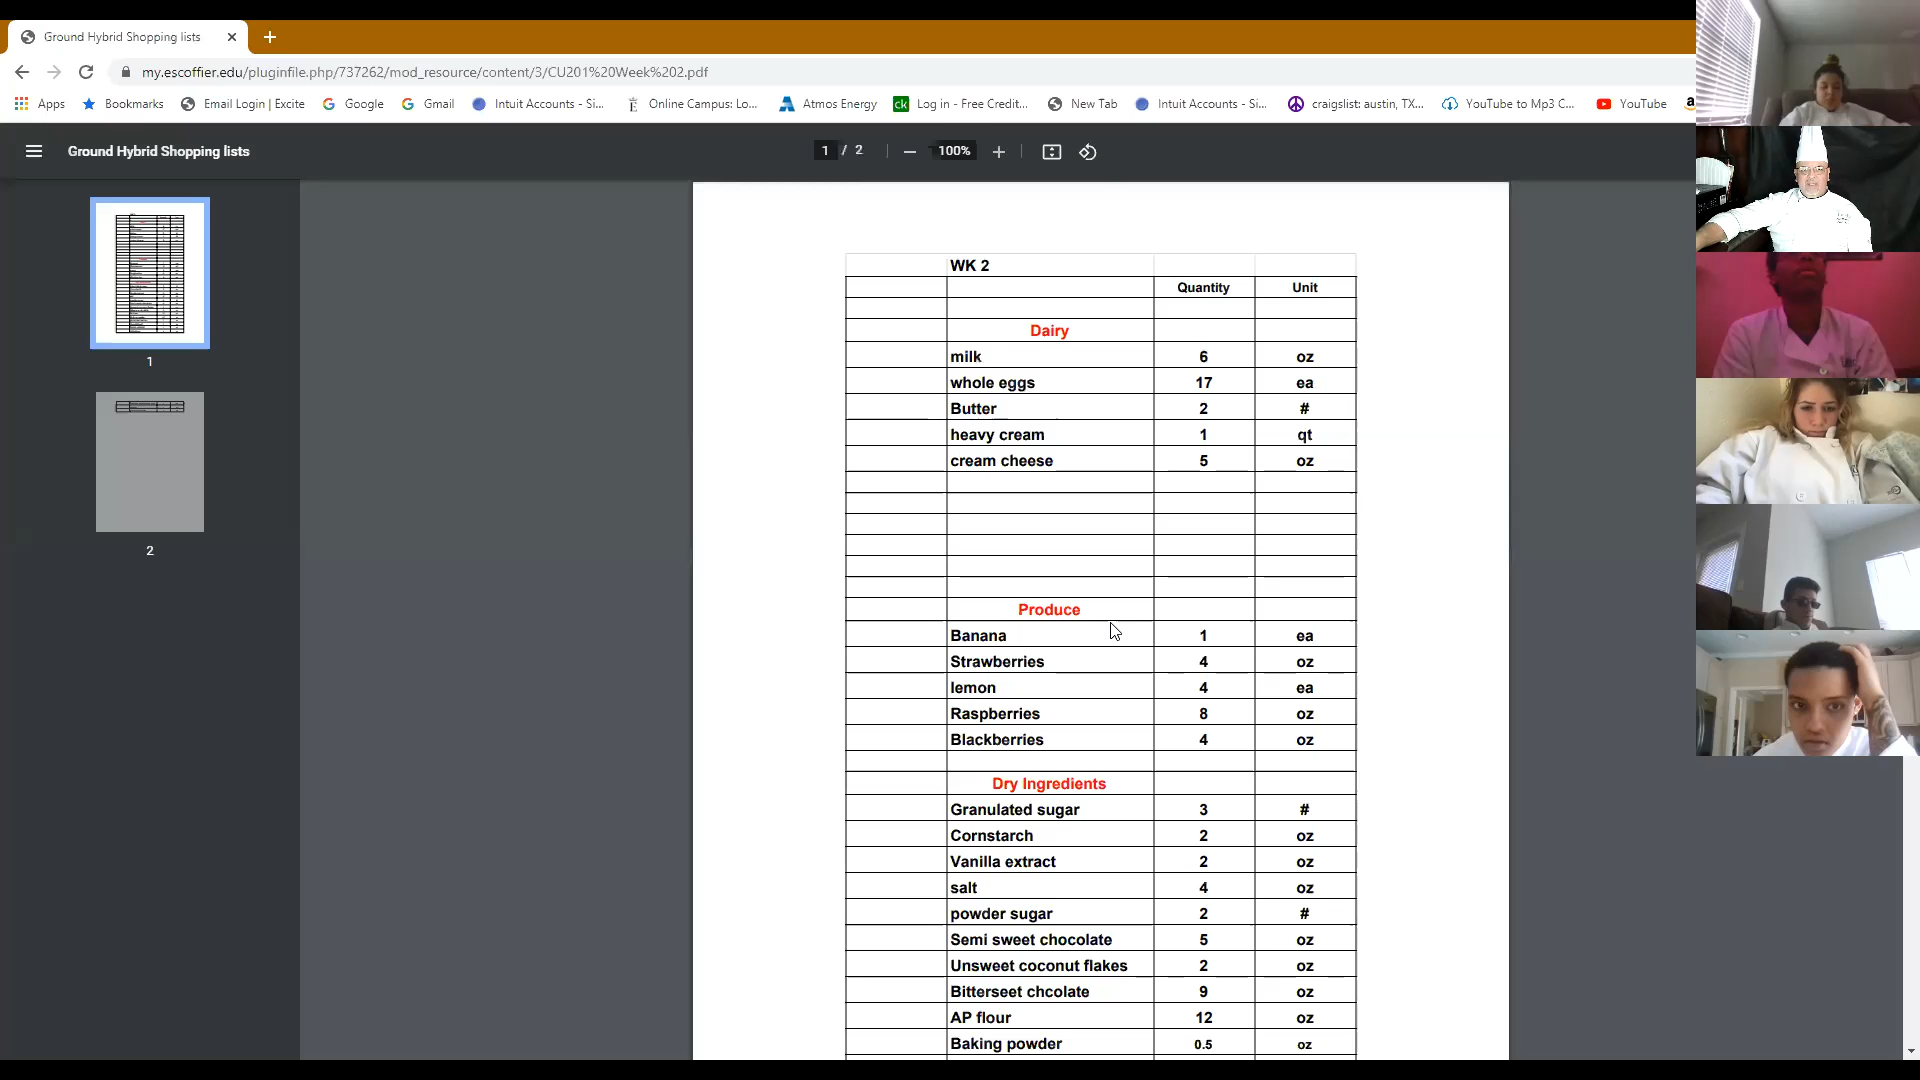 Ground Hybrid Shopping lists
my.escoffier.edu/pluginfile.php/737262/mod_resource/content/3/CU201%20Week%202.pdf
Apps Bookmarks Email Login | Excite Google Gmail Intuit Accounts - Si... Online Campus: Lo... Atmos Energy ck Log in - Free Credit... New Tab Intuit Accounts - Si... craigslist: austin, TX... YouTube to Mp3 C... YouTube a
Ground Hybrid Shopping lists 1 / 2 100%
1
2
WK 2
Quantity Unit
Dairy
milk 6 oz
whole eggs 17 ea
Butter 2 #
heavy cream 1 qt
cream cheese 5 oz
Produce
Banana 1 ea
Strawberries 4 oz
lemon 4 ea
Raspberries 8 oz
Blackberries 4 oz
Dry Ingredients
Granulated sugar 3 #
Cornstarch 2 oz
Vanilla extract 2 oz
salt 4 oz
powder sugar 2 #
Semi sweet chocolate 5 oz
Unsweet coconut flakes 2 oz
Bitterseet chcolate 9 oz
AP flour 12 oz
Baking powder 0.5 oz